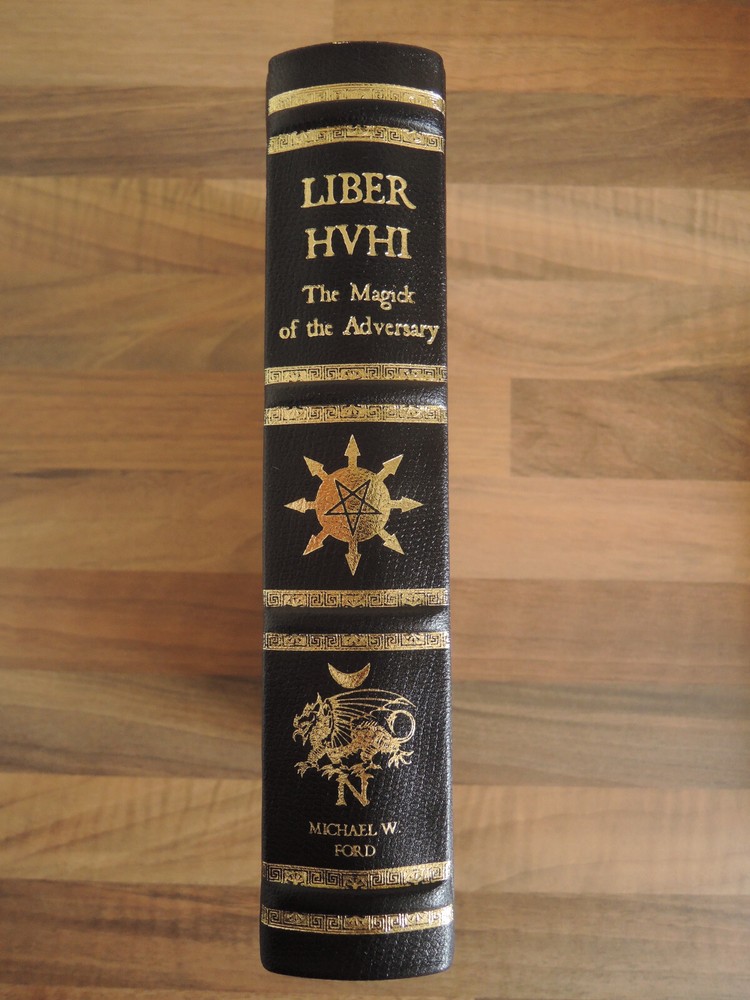 LIBER
HVHI
The Magick
of the Adversary
N
MICHAEL W
FORD